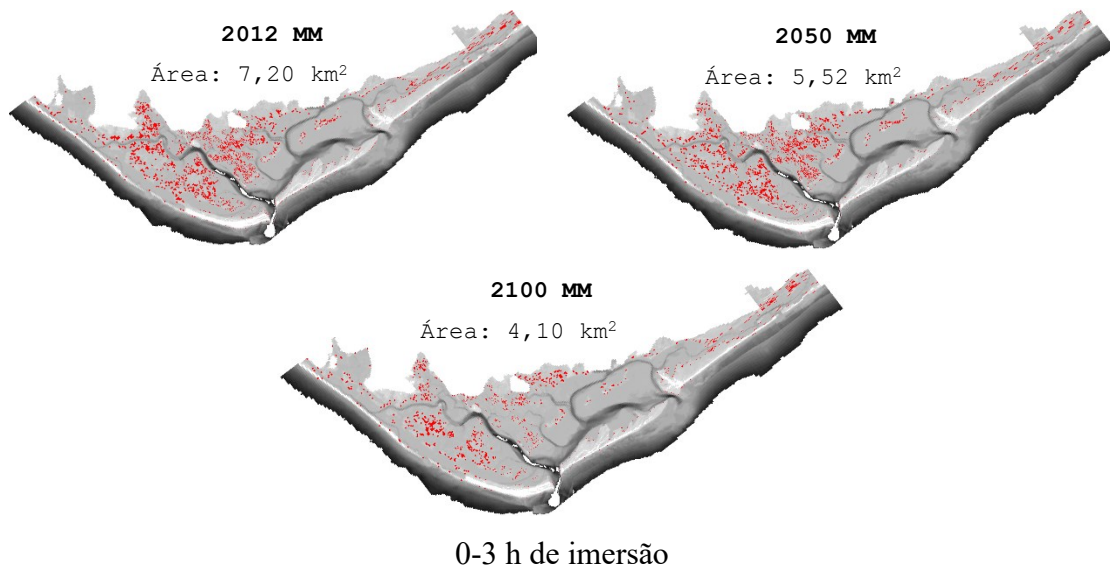 2012 MM
Área: 7,20 km²
2050 MM
Área: 5,52 km²
2100 MM
Área: 4,10 km²
0-3 h de imersão